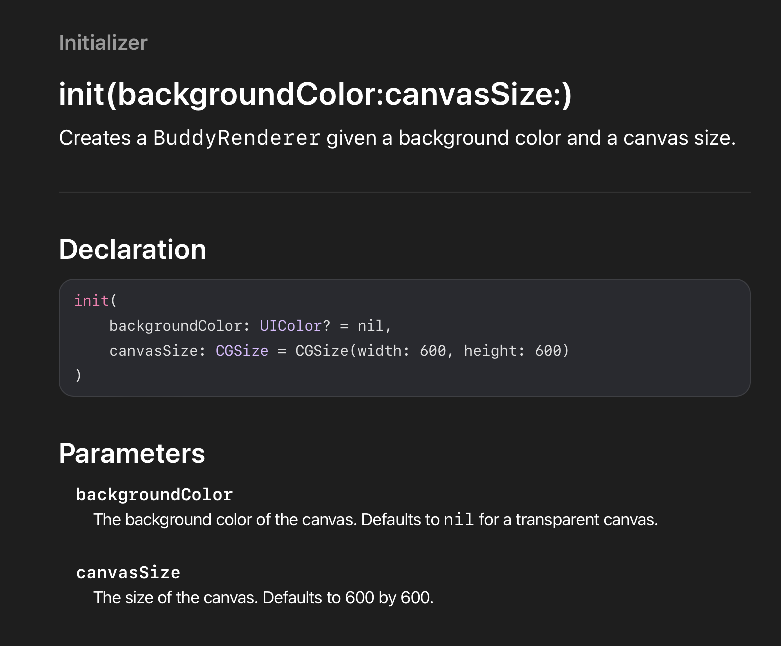 Initializer
init(backgroundColor:canvasSize:)
Creates a BuddyRenderer given a background color and a canvas size.
Declaration
init(
    backgroundColor: UIColor? = nil,
    canvasSize: CGSize = CGSize(width: 600, height: 600)
)
Parameters
backgroundColor
The background color of the canvas. Defaults to nil for a transparent canvas.
canvasSize
The size of the canvas. Defaults to 600 by 600.